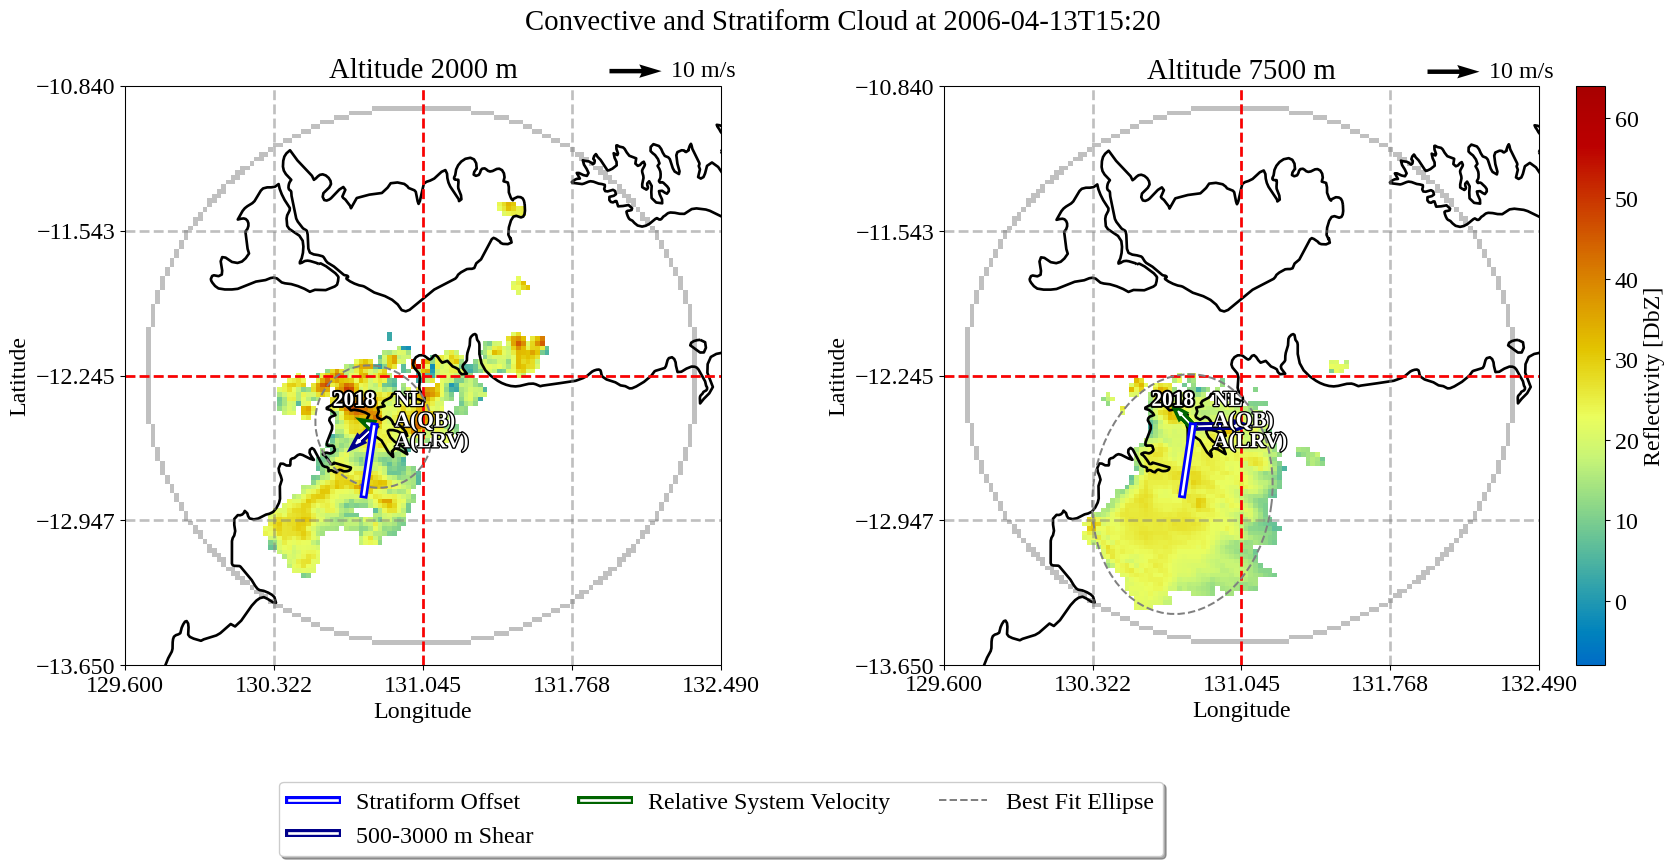 Convective and Stratiform Cloud at 2006-04-13T15:20
Altitude 2000 m
10 m/s
Altitude 7500 m
10 m/s
−10.840
−11.543
−12.245
−12.947
−13.650
129.600
130.322
131.045
131.768
132.490
Longitude
Latitude
2018
NL
A(QB)
A(LRV)
−10.840
−11.543
−12.245
−12.947
−13.650
129.600
130.322
131.045
131.768
132.490
Longitude
Latitude
2018
NL
A(QB)
A(LRV)
60
50
40
30
20
10
0
Reflectivity [DbZ]
Stratiform Offset
500-3000 m Shear
Relative System Velocity
Best Fit Ellipse